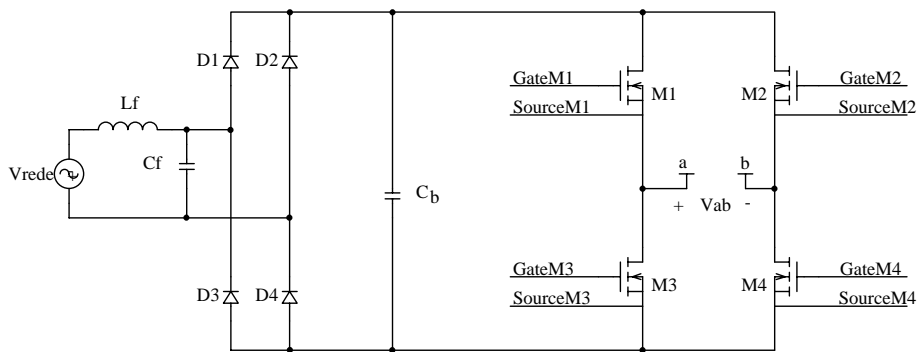 D1
D2
GateM1
M1
SourceM1
M2
GateM2
SourceM2
Lf
Vrede
Cf
C_b
a
b
+ Vab -
D3
D4
GateM3
M3
SourceM3
M4
GateM4
SourceM4